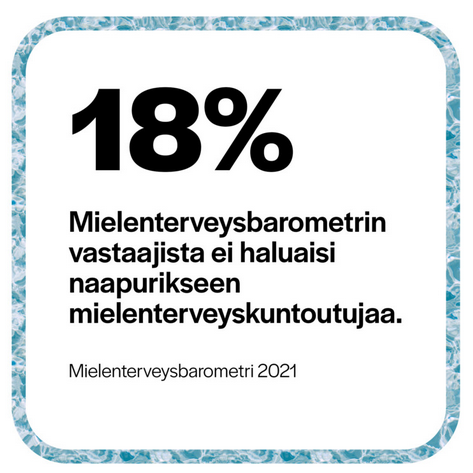 18%
Mielenterveysbarometrin
vastaajista ei haluaisi
naapurikseen
mielenterveyskuntoutujaa.
Mielenterveysbarometri 2021